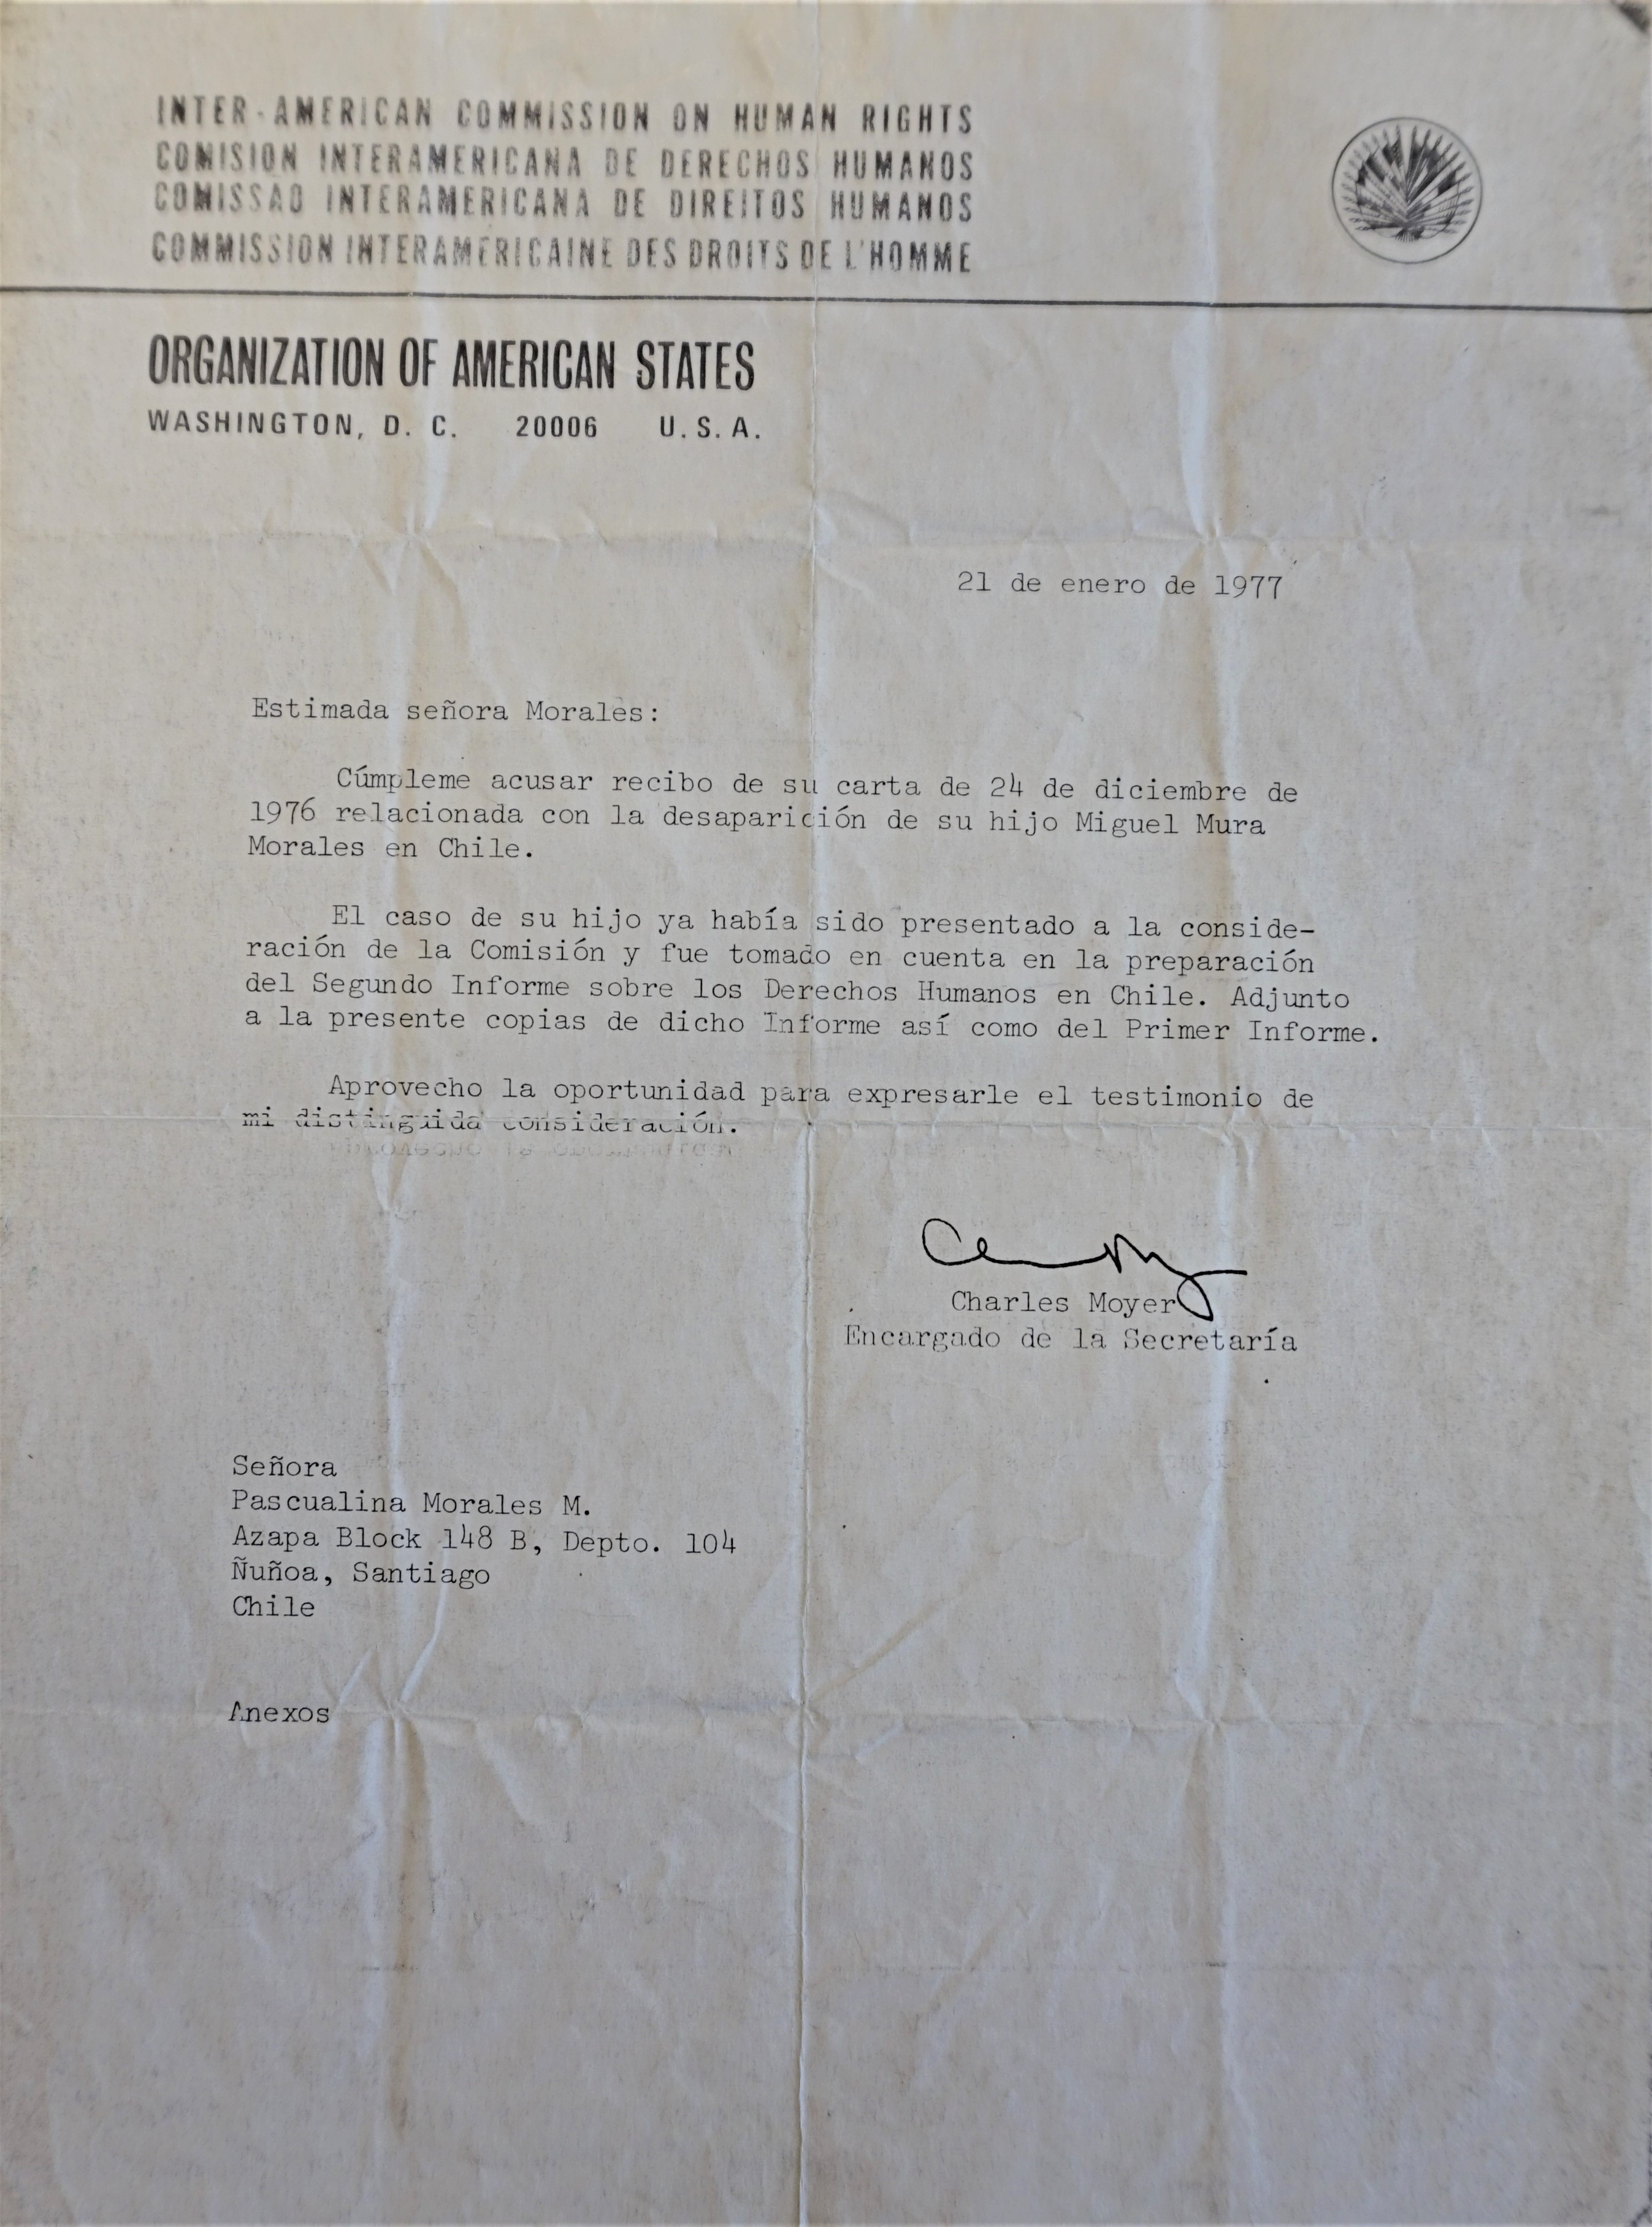 INTER-AMERICAN COMMISSION ON HUMAN RIGHTS
COMISION INTERAMERICANA DE DERECHOS HUMANOS
COMISSAO INTERAMERICANA DE DIREITOS HUMANOS
COMMISSION INTERAMERICAINE DES DROITS DE L'HOMME
ORGANIZATION OF AMERICAN STATES
WASHINGTON, D. C. 20006 U. S. A.
21 de enero de 1977
Estimada señora Morales:
Cúmpleme acusar recibo de su carta de 24 de diciembre de
1976 relacionada con la desaparición de su hijo Miguel Mura
Morales en Chile.
El caso de su hijo ya había sido presentado a la conside-
ración de la Comisión y fue tomado en cuenta en la preparación
del Segundo Informe sobre los Derechos Humanos en Chile. Adjunto
a la presente copias de dicho Informe así como del Primer Informe.
Aprovecho la oportunidad para expresarle el testimonio de
mi distinguida consideración.
Charles Moyer
Encargado de la Secretaría
Señora
Pascualina Morales M.
Azapa Block 148 B, Depto. 104
Ñuñoa, Santiago
Chile
Anexos